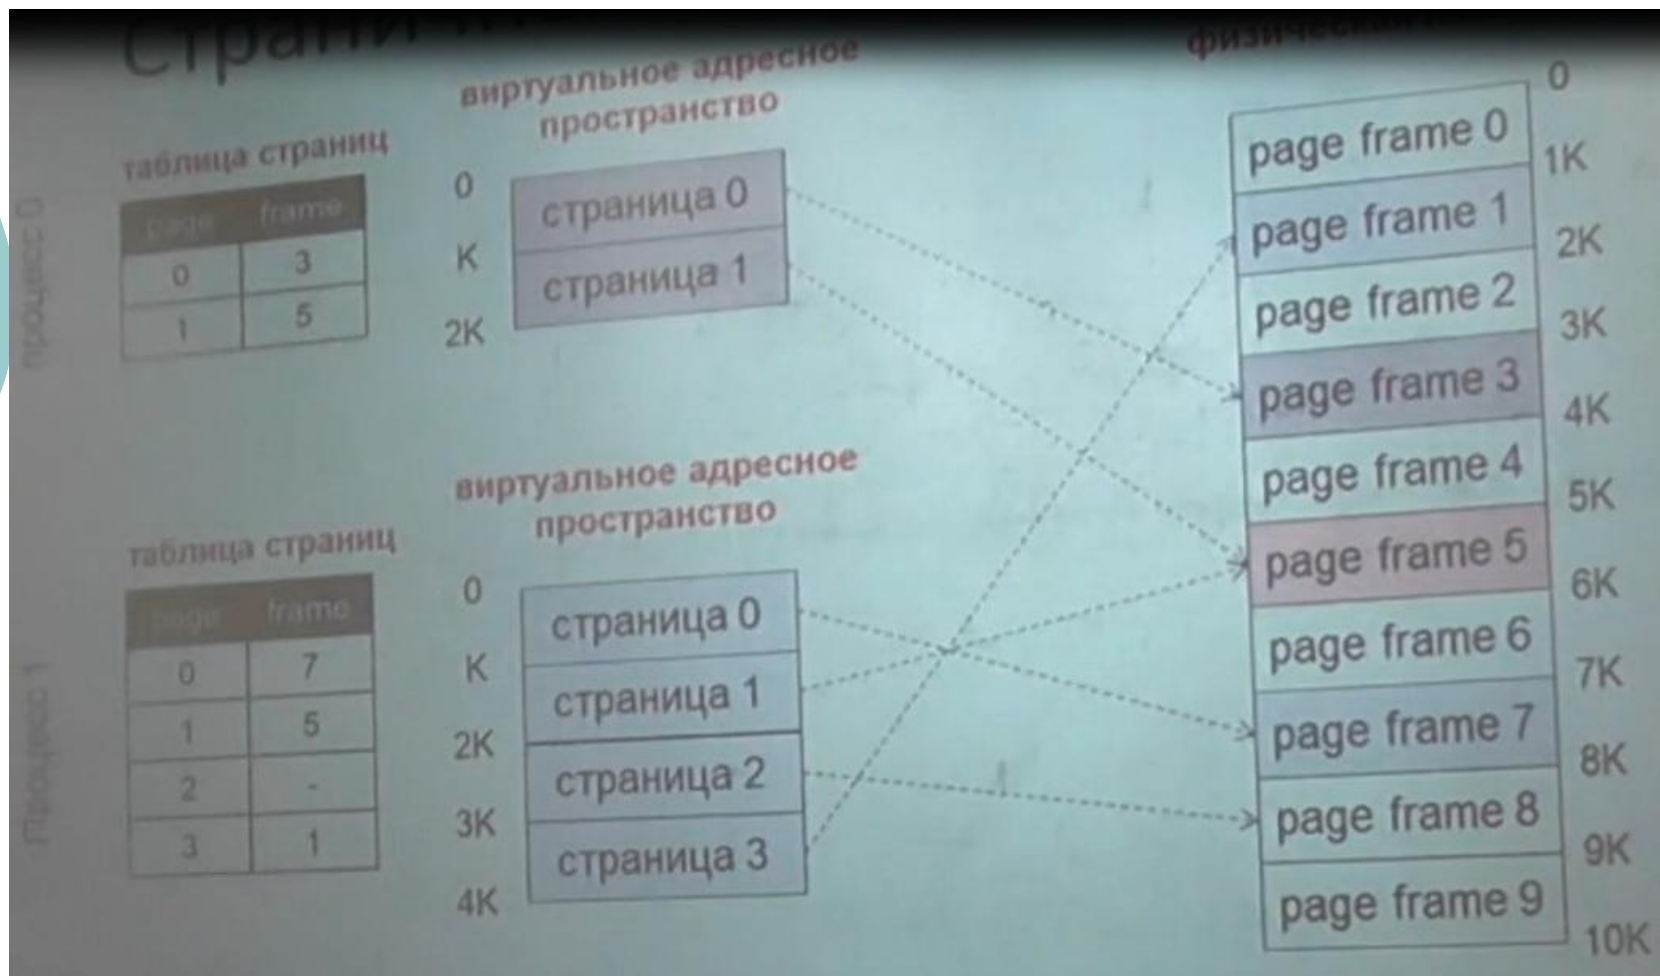 виртуальное адресное
пространство
таблица страниц
page frame
0 3
1 5
процесс 0
0
K
2K
страница 0
страница 1
таблица страниц
page frame
0 7
1 5
2 -
3 1
Процесс 1
виртуальное адресное
пространство
0
K
2K
3K
4K
страница 0
страница 1
страница 2
страница 3
page frame 0
page frame 1
page frame 2
page frame 3
page frame 4
page frame 5
page frame 6
page frame 7
page frame 8
page frame 9
0
1K
2K
3K
4K
5K
6K
7K
8K
9K
10K